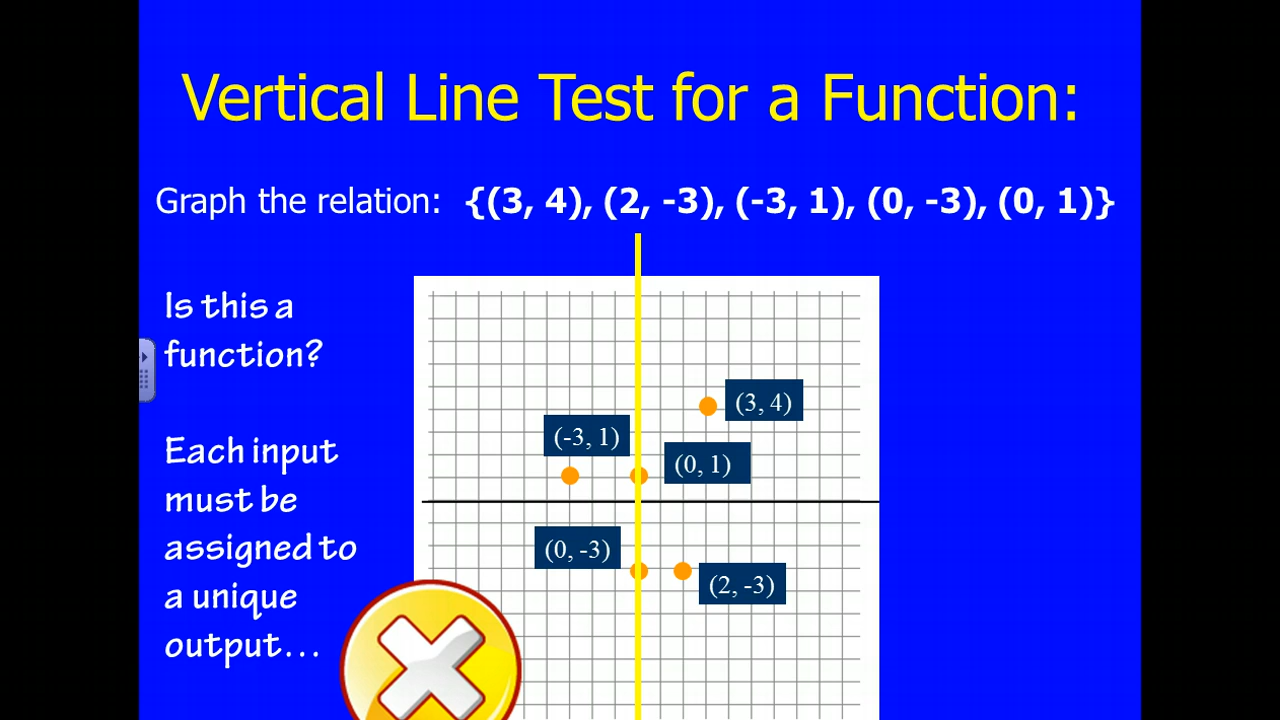 Vertical Line Test for a Function:
Graph the relation: {(3, 4), (2, -3), (-3, 1), (0, -3), (0, 1)}
Is this a
function?
Each input
must be
assigned to
a unique
output...
(3, 4)
(-3, 1)
(0, 1)
(0, -3)
(2, -3)